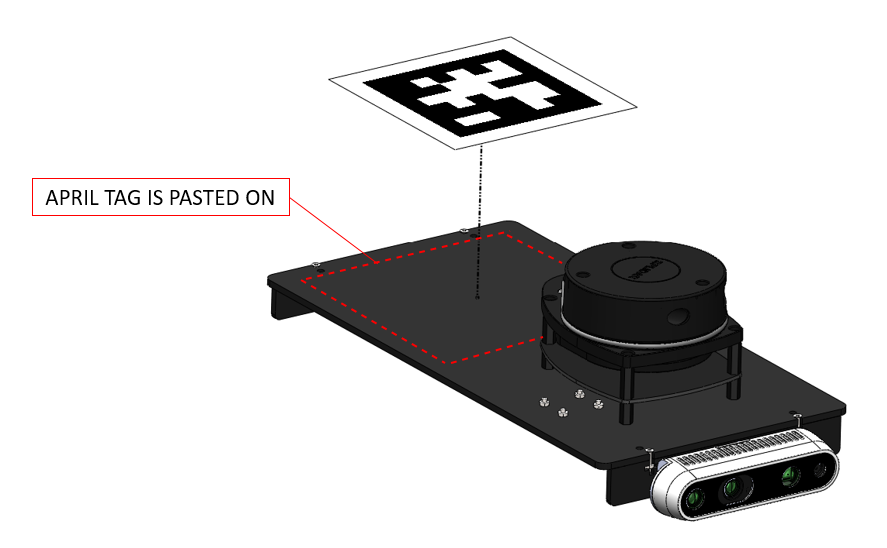 APRIL TAG IS PASTED ON